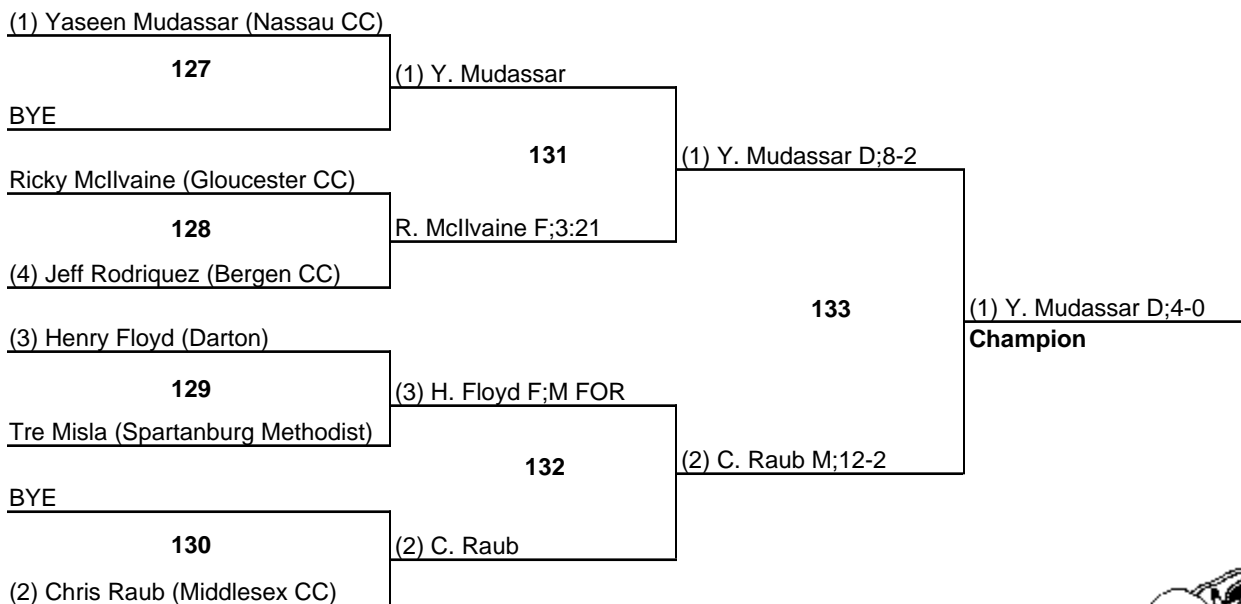 (1) Yaseen Mudassar (Nassau CC)
127
(1) Y. Mudassar
BYE
131
(1) Y. Mudassar D;8-2
Ricky McIlvaine (Gloucester CC)
128
R. McIlvaine F;3:21
(4) Jeff Rodriquez (Bergen CC)
133
(1) Y. Mudassar D;4-0
Champion
(3) Henry Floyd (Darton)
129
(3) H. Floyd F;M FOR
Tre Misla (Spartanburg Methodist)
132
(2) C. Raub M;12-2
BYE
130
(2) C. Raub
(2) Chris Raub (Middlesex CC)